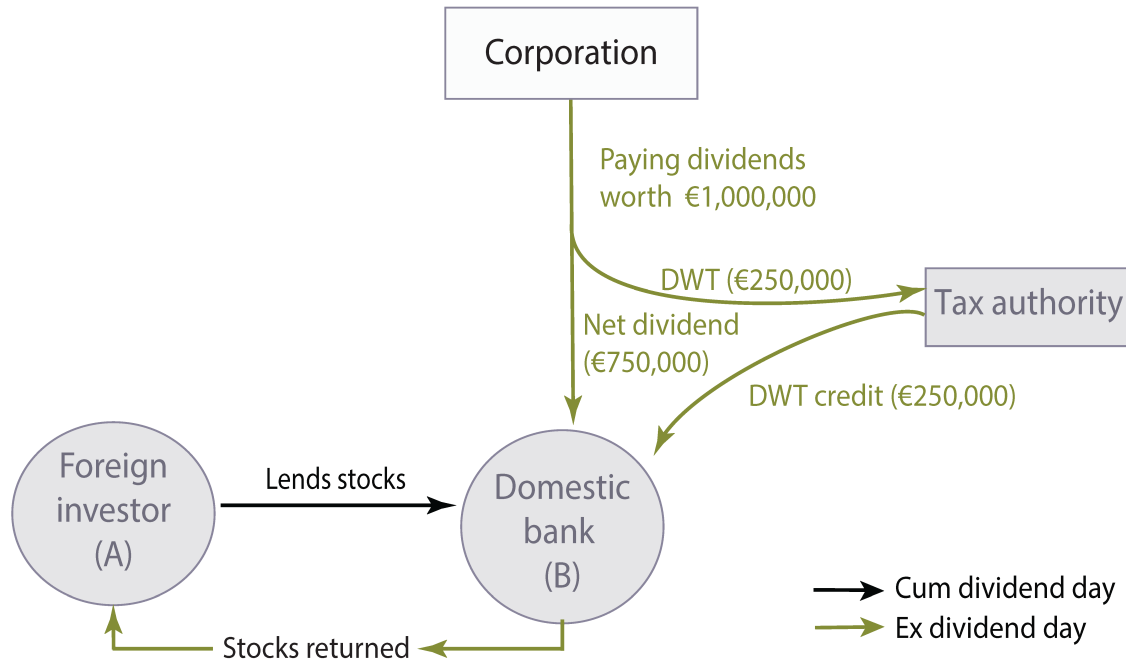 Corporation
Paying dividends
worth €1,000,000
DWT (€250,000)
Tax authority
Net dividend
(€750,000)
DWT credit (€250,000)
Foreign
investor
(A)
Lends stocks
Domestic
bank
(B)
Stocks returned
Cum dividend day
Ex dividend day